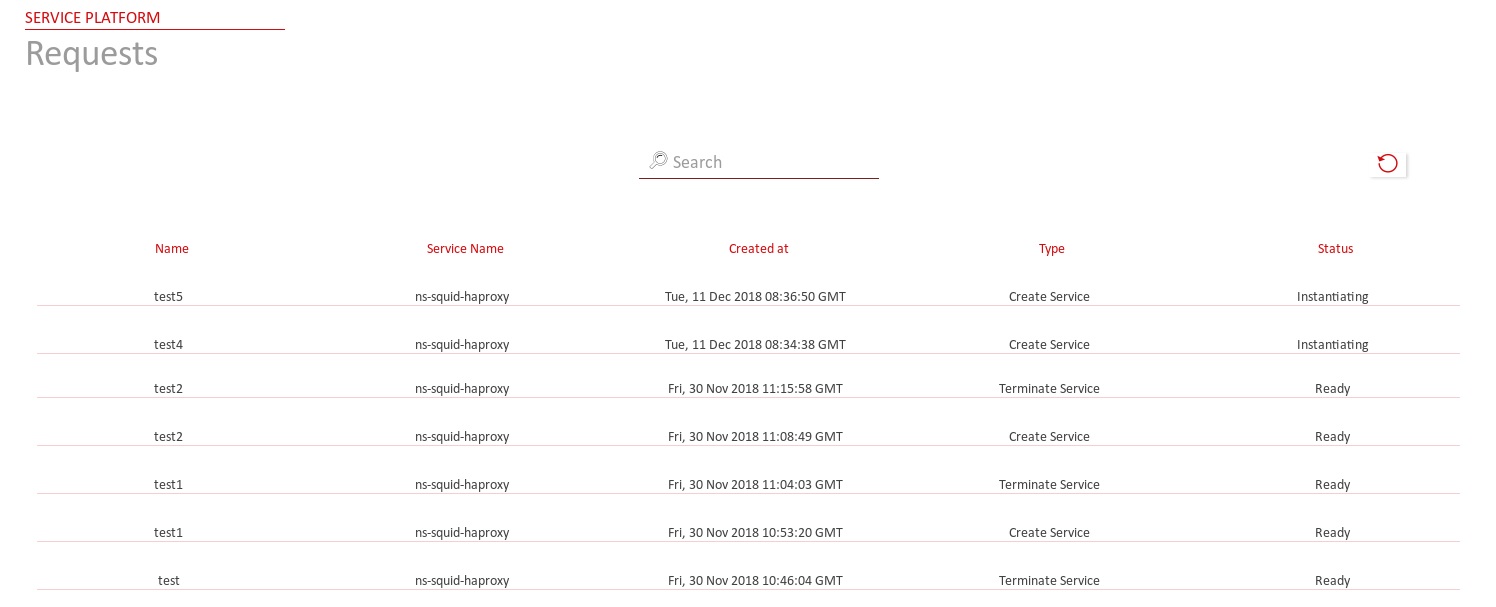 SERVICE PLATFORM
Requests
Search
Name Service Name Created at Type Status
test5 ns-squid-haproxy Tue, 11 Dec 2018 08:36:50 GMT Create Service Instantiating
test4 ns-squid-haproxy Tue, 11 Dec 2018 08:34:38 GMT Create Service Instantiating
test2 ns-squid-haproxy Fri, 30 Nov 2018 11:15:58 GMT Terminate Service Ready
test2 ns-squid-haproxy Fri, 30 Nov 2018 11:08:49 GMT Create Service Ready
test1 ns-squid-haproxy Fri, 30 Nov 2018 11:04:03 GMT Terminate Service Ready
test1 ns-squid-haproxy Fri, 30 Nov 2018 10:53:20 GMT Create Service Ready
test ns-squid-haproxy Fri, 30 Nov 2018 10:46:04 GMT Terminate Service Ready